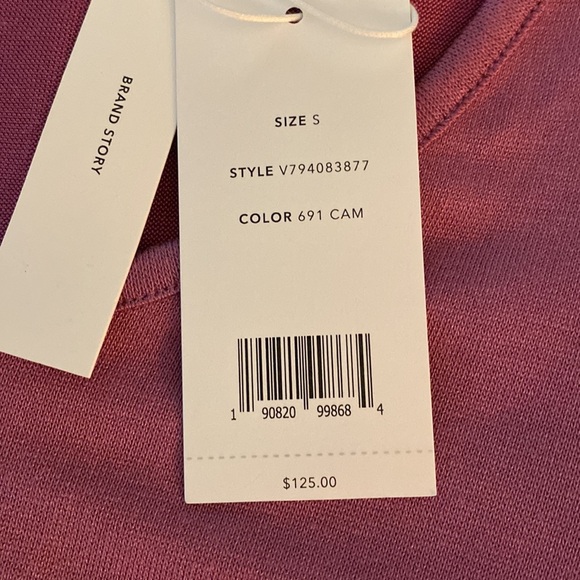 BRAND STORY
SIZE S
STYLE V794083877
COLOR 691 CAM
1 90820 99868 4
$125.00